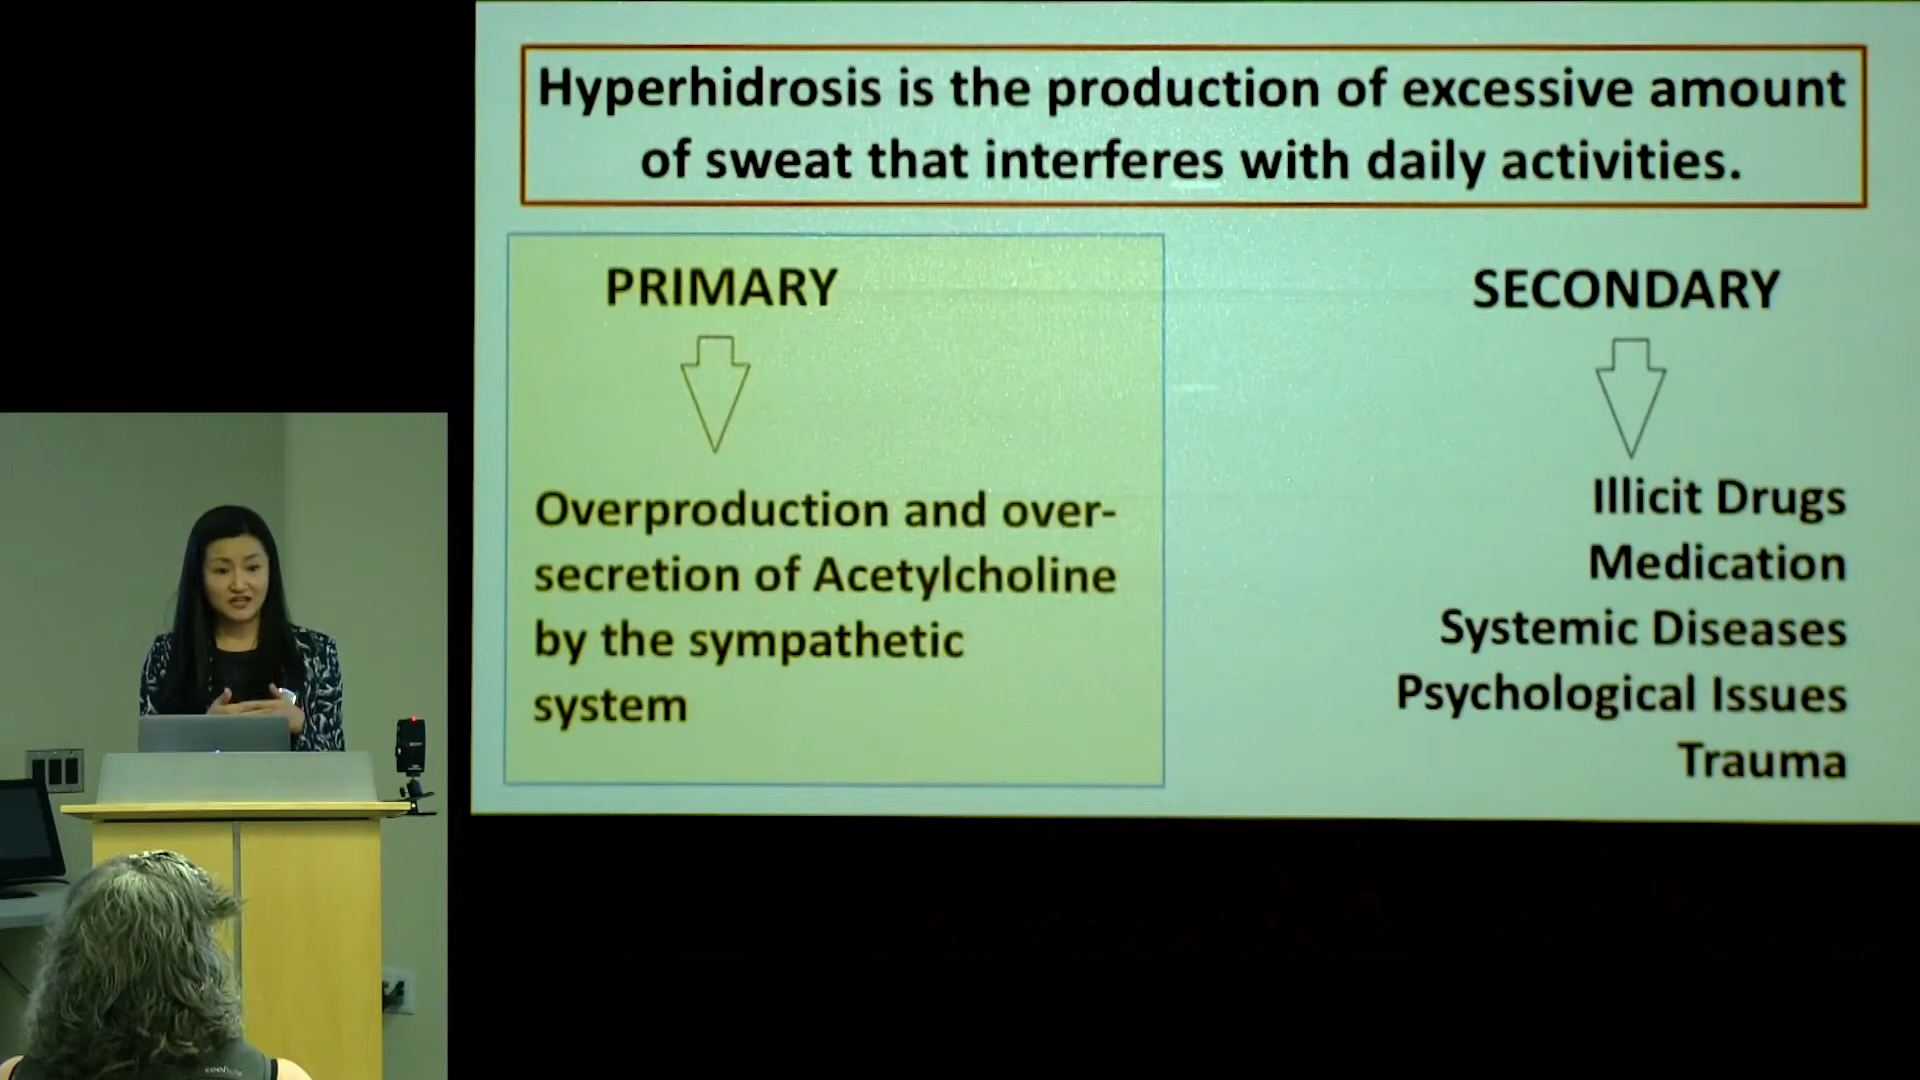 Hyperhidrosis is the production of excessive amount
of sweat that interferes with daily activities.
PRIMARY
Overproduction and over-
secretion of Acetylcholine
by the sympathetic
system
SECONDARY
Illicit Drugs
Medication
Systemic Diseases
Psychological Issues
Trauma